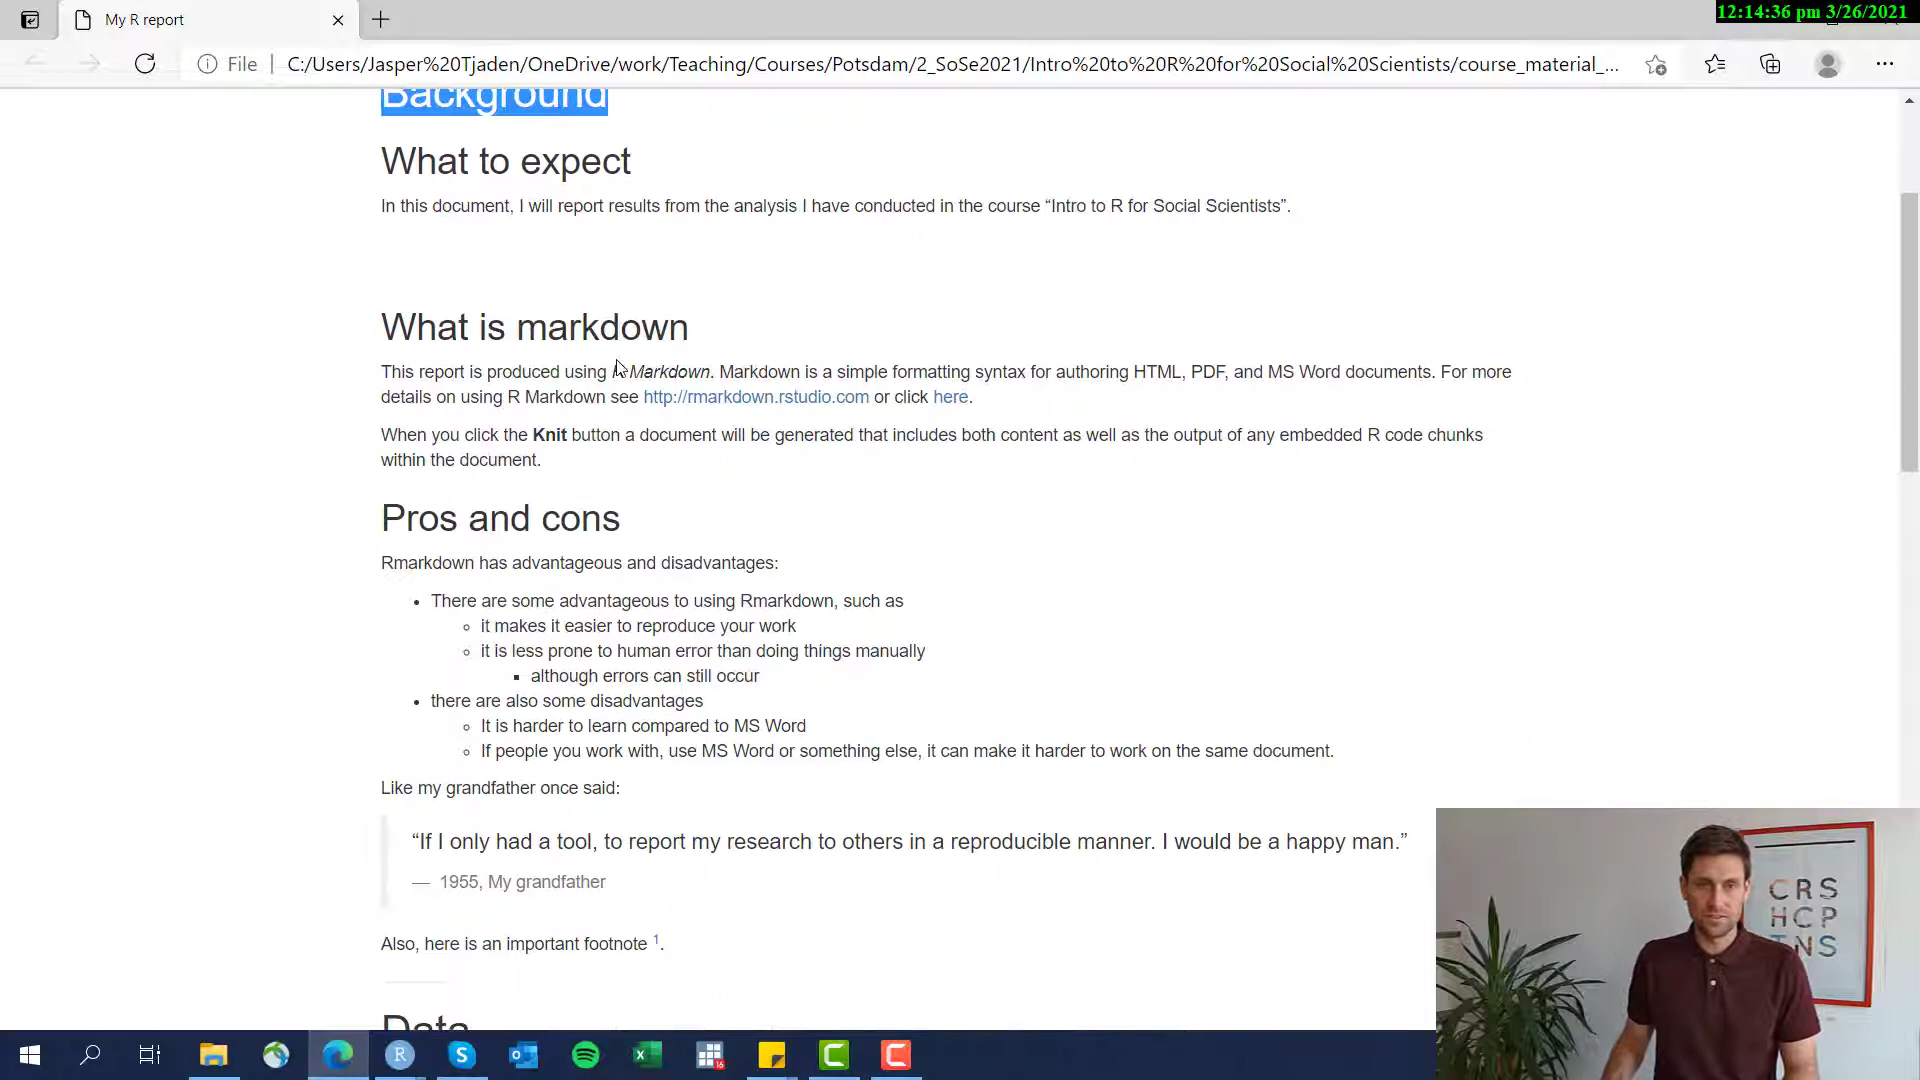 12:14:36 pm 3/26/2021
My R report
File
C:/Users/Jasper%20Tjaden/OneDrive/work/Teaching/Courses/Potsdam/2_SoSe2021/Intro%20to%20R%20for%20Social%20Scientists/course_material_...
Background
What to expect
In this document, I will report results from the analysis I have conducted in the course “Intro to R for Social Scientists”.
What is markdown
This report is produced using R Markdown. Markdown is a simple formatting syntax for authoring HTML, PDF, and MS Word documents. For more
details on using R Markdown see http://rmarkdown.rstudio.com or click here.
When you click the Knit button a document will be generated that includes both content as well as the output of any embedded R code chunks
within the document.
Pros and cons
Rmarkdown has advantageous and disadvantages:
• There are some advantageous to using Rmarkdown, such as
◦ it makes it easier to reproduce your work
◦ it is less prone to human error than doing things manually
▪ although errors can still occur
• there are also some disadvantages
◦ It is harder to learn compared to MS Word
◦ If people you work with, use MS Word or something else, it can make it harder to work on the same document.
Like my grandfather once said:
“If I only had a tool, to report my research to others in a reproducible manner. I would be a happy man.”
— 1955, My grandfather
Also, here is an important footnote 1.
Data
CRS
HCP
TNS
R
16